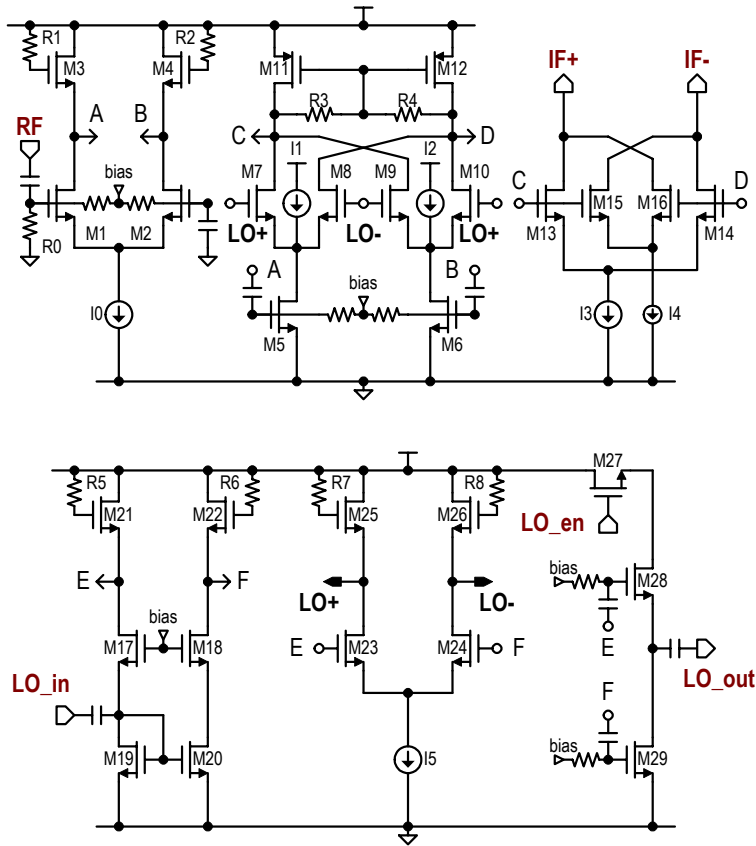 R1
R2
M3
M4
M11
M12
IF+
IF-
R3
R4
A
B
C
D
RF
bias
I1
I2
M7
M8
M9
M10
C
M15
M16
D
R0
M1
M2
LO+
LO-
LO+
M13
M14
A
bias
B
I0
M5
M6
I3
I4
R5
R6
R7
R8
M27
M21
M22
M25
M26
LO_en
E
F
LO+
LO-
bias
M28
bias
M17
M18
E
M23
M24
F
E
LO_in
LO_out
F
M19
M20
I5
bias
M29